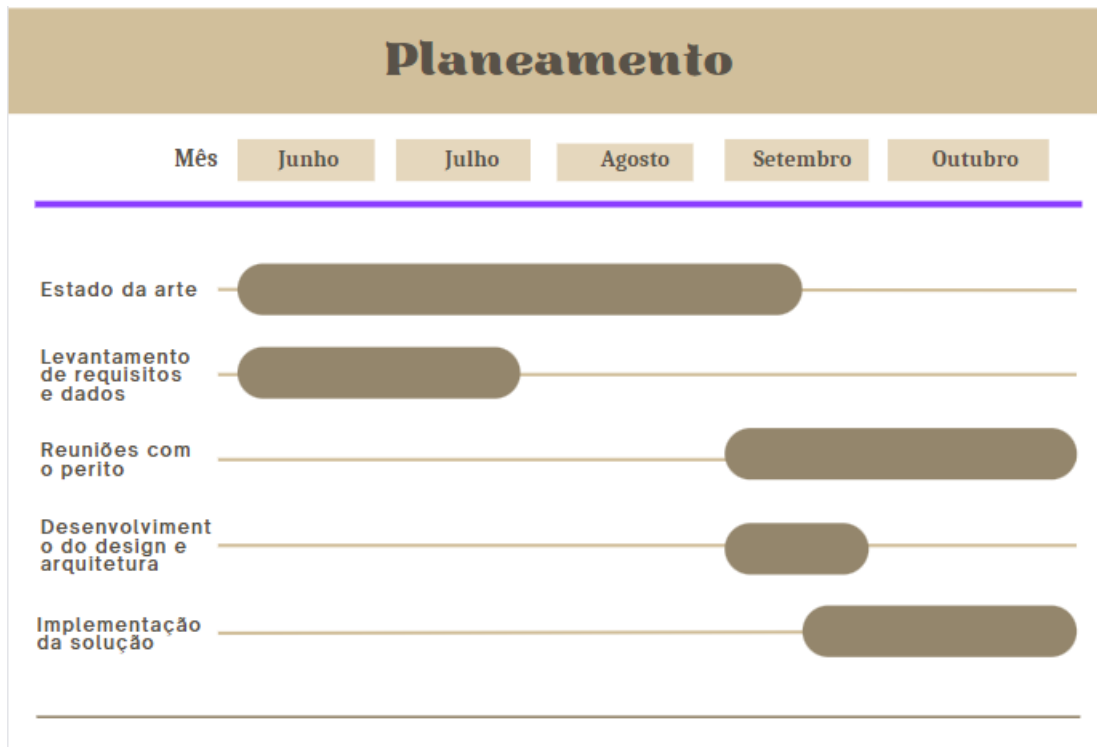 Planeamento
Mês Junho Julho Agosto Setembro Outubro
Estado da arte
Levantamento
de requisitos
e dados
Reuniões com
o perito
Desenvolviment
o do design e
arquitetura
Implementação
da solução